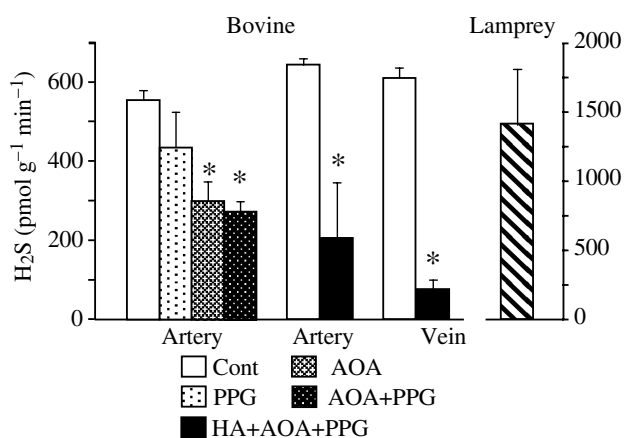 Bovine Lamprey
H₂S (pmol g⁻¹ min⁻¹)
600
400
200
0
2000
1500
1000
500
0
* * * *
Artery Artery Vein
Cont AOA
PPG AOA+PPG
HA+AOA+PPG